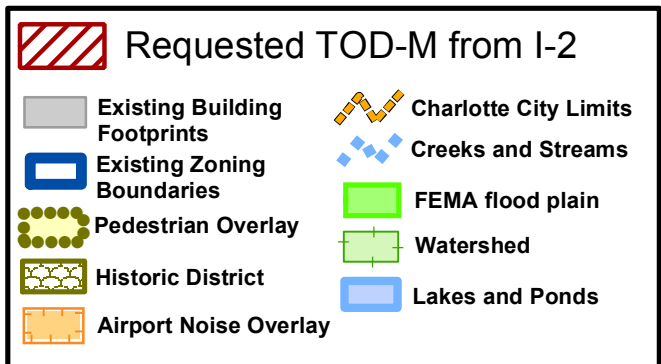 Requested TOD-M from I-2
Existing Building
Footprints
Existing Zoning
Boundaries
Pedestrian Overlay
Historic District
Airport Noise Overlay
Charlotte City Limits
Creeks and Streams
FEMA flood plain
Watershed
Lakes and Ponds